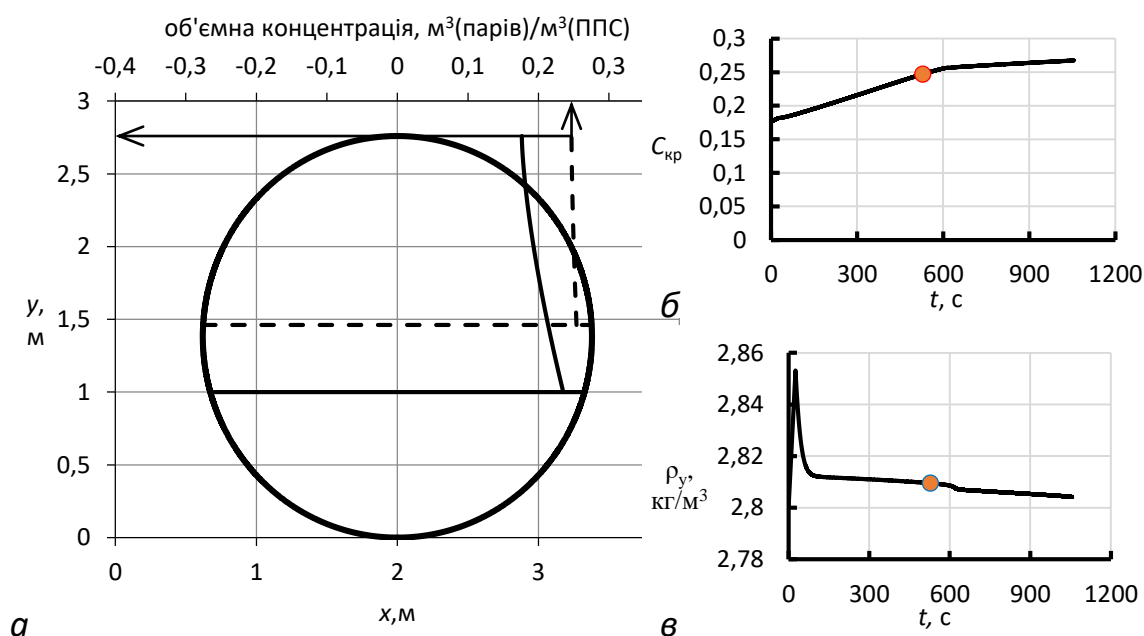 об'ємна концентрація, м³(парів)/м³(ППС)
-0,4 -0,3 -0,2 -0,1 0 0,1 0,2 0,3
3
2,5
2
y,
м
1,5
1
0,5
0
0 1 2 3
x,м
а
0,3
0,25
0,2
Cкр
0,15
0,1
0,05
0
0 300 600 900 1200
t, с
б
2,86
2,84
2,82
ρy,
кг/м³
2,8
2,78
0 300 600 900 1200
t, с
в